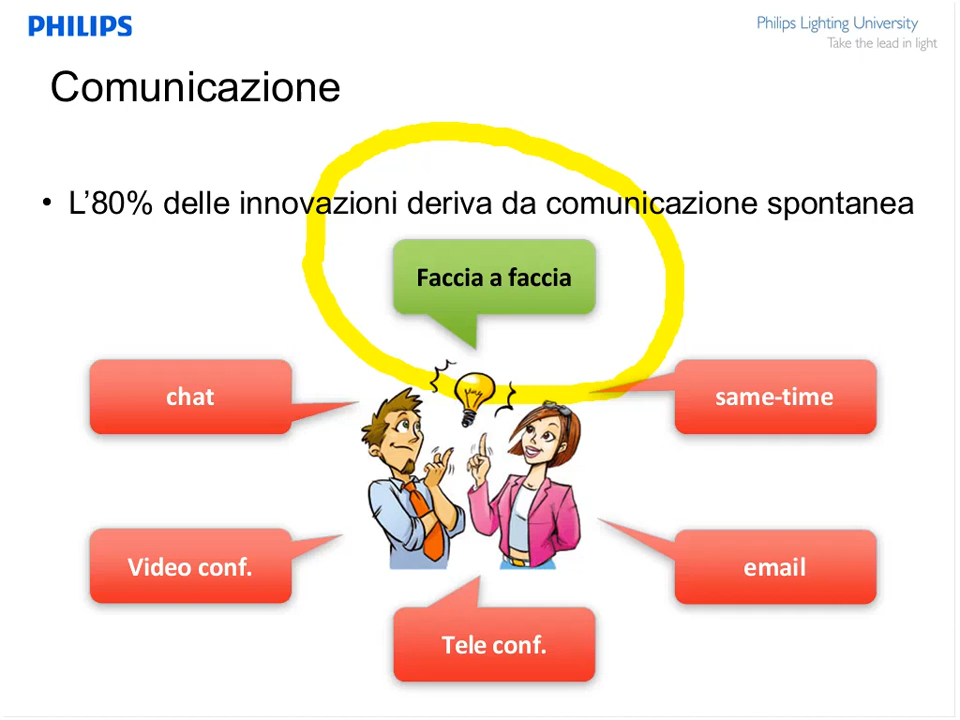 PHILIPS
Philips Lighting University
Take the lead in light
Comunicazione
• L’80% delle innovazioni deriva da comunicazione spontanea
Faccia a faccia
chat
same-time
Video conf.
email
Tele conf.